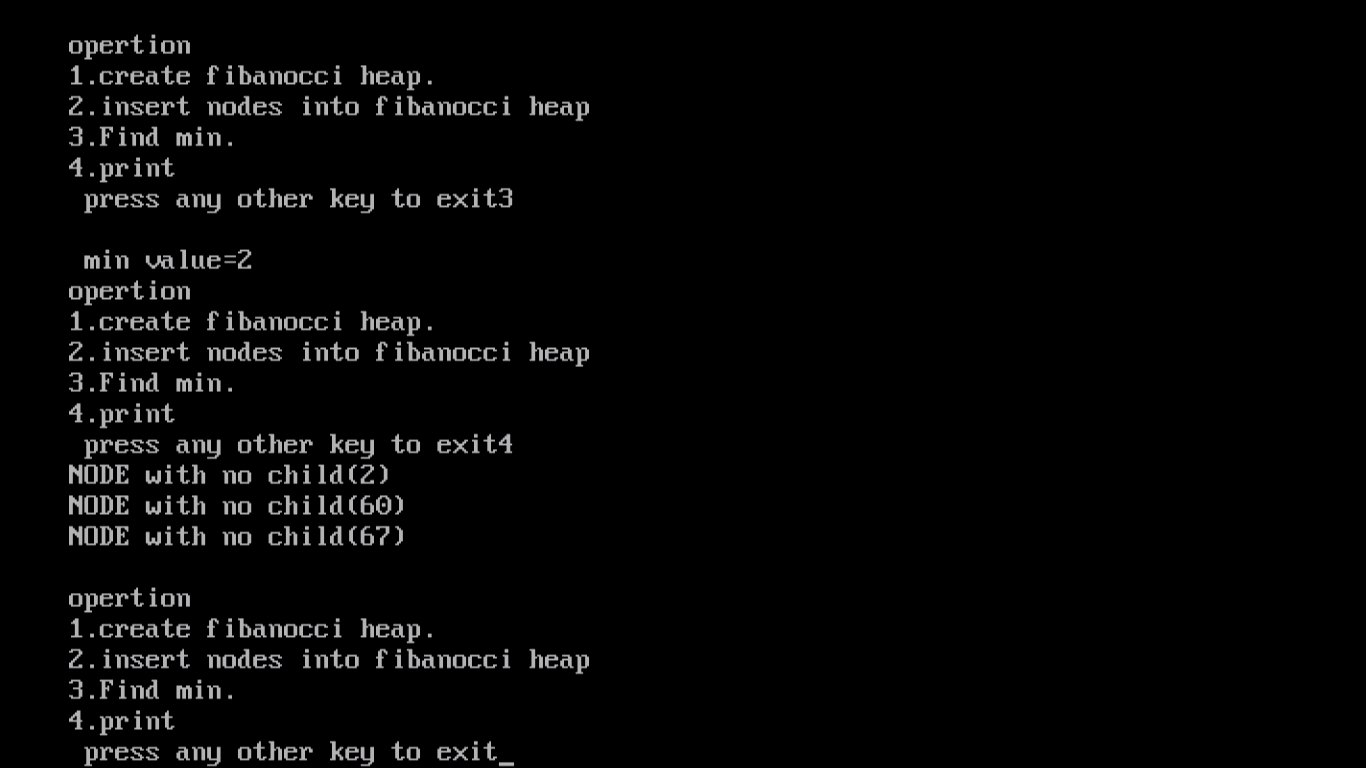 opertion
1.create fibanocci heap.
2.insert nodes into fibanocci heap
3.Find min.
4.print
press any other key to exit3
min value=2
opertion
1.create fibanocci heap.
2.insert nodes into fibanocci heap
3.Find min.
4.print
press any other key to exit4
NODE with no child(2)
NODE with no child(60)
NODE with no child(67)
opertion
1.create fibanocci heap.
2.insert nodes into fibanocci heap
3.Find min.
4.print
press any other key to exit_